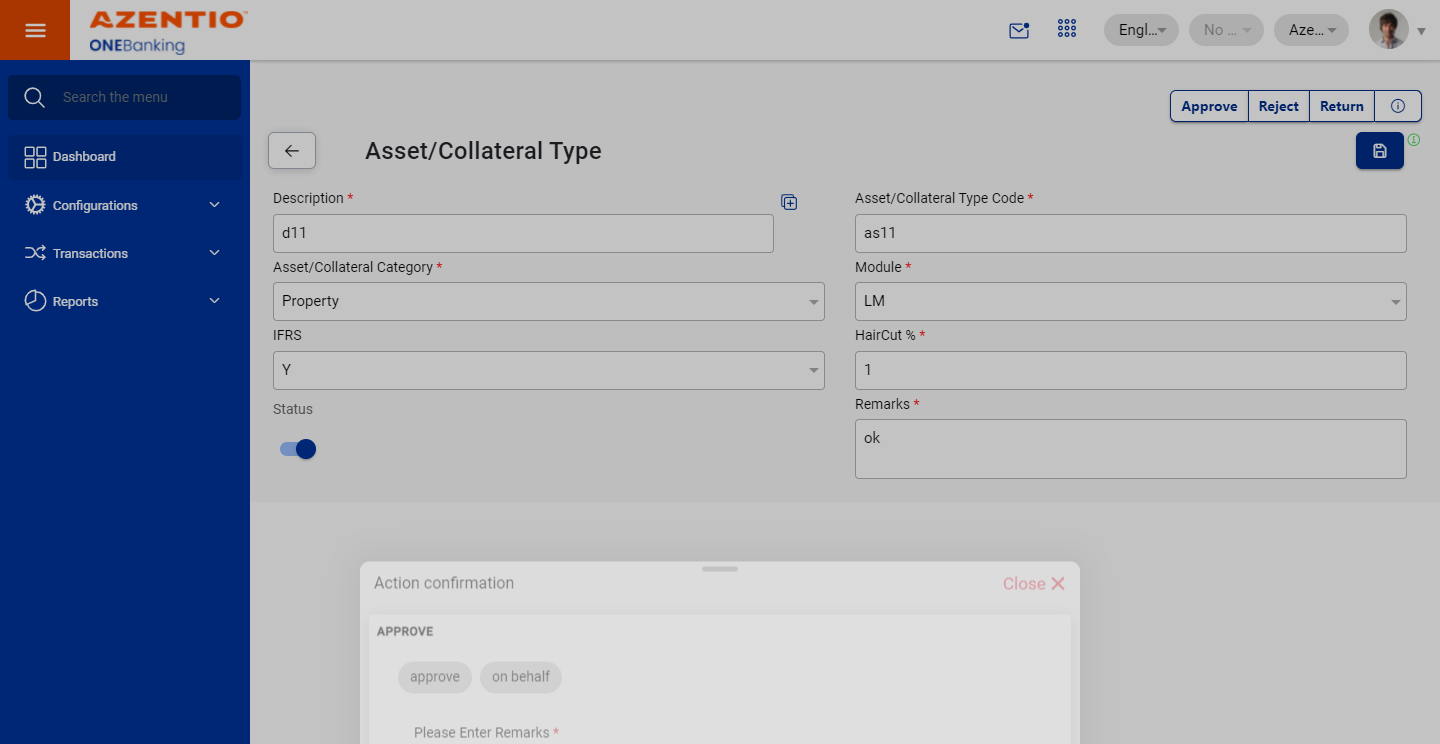 AZENTIO™
ONEBanking
Engl...
No ...
Aze...
Search the menu
Dashboard
Configurations
Transactions
Reports
Approve
Reject
Return
Asset/Collateral Type
Description *
d11
Asset/Collateral Type Code *
as11
Asset/Collateral Category *
Property
Module *
LM
IFRS
Y
HairCut % *
1
Status
Remarks *
ok
Action confirmation
Close
APPROVE
approve
on behalf
Please Enter Remarks *